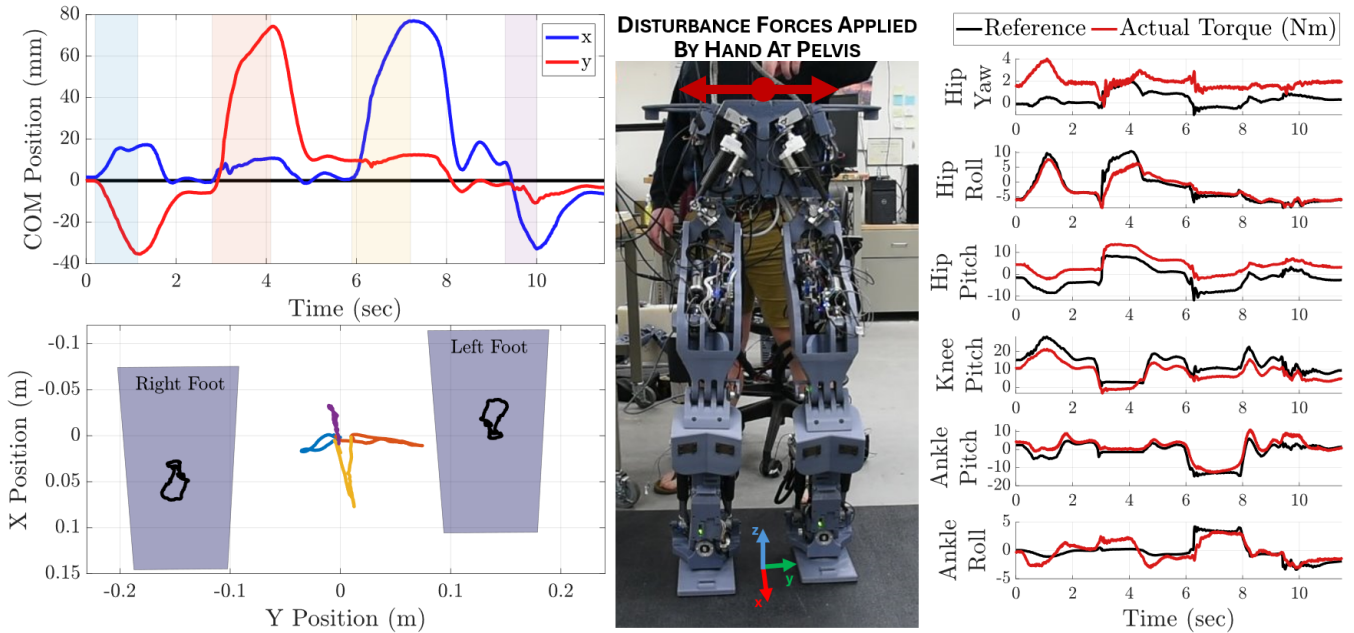 80
60
40
20
0
-20
-40
COM Position (mm)
x
y
0
2
4
6
8
10
Time (sec)
-0.1
-0.05
0
0.05
0.1
0.15
X Position (m)
Right Foot
Left Foot
-0.2
-0.1
0
0.1
0.2
Y Position (m)
DISTURBANCE FORCES APPLIED
BY HAND AT PELVIS
z
y
x
Reference
Actual Torque (Nm)
Hip
Yaw
4
2
0
0
2
4
6
8
10
Hip
Roll
10
5
0
-5
0
2
4
6
8
10
Hip
Pitch
10
0
-10
0
2
4
6
8
10
Knee
Pitch
20
10
0
0
2
4
6
8
10
Ankle
Pitch
10
0
-10
-20
0
2
4
6
8
10
Ankle
Roll
5
0
-5
0
2
4
6
8
10
Time (sec)